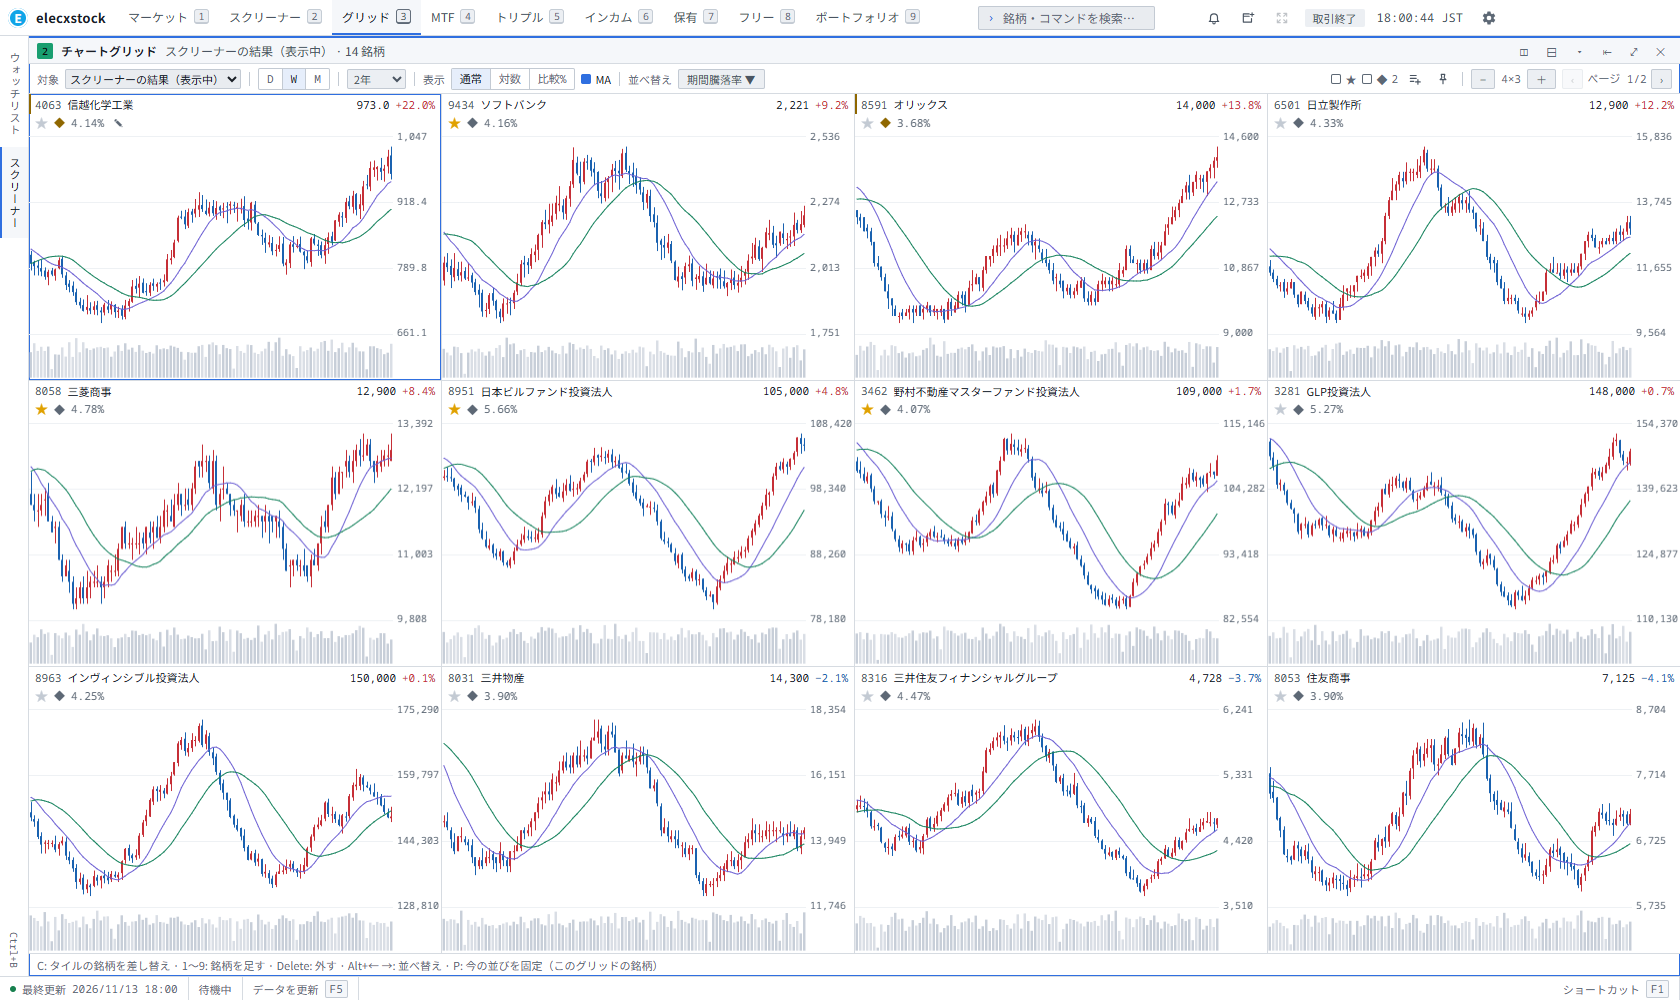 elecxstock マーケット 1 スクリーナー 2 グリッド 3 MTF 4 トリプル 5 インカム 6 保有 7 フリー 8 ポートフォリオ 9 › 銘柄・コマンドを検索… 取引終了 18:00:44 JST
ウォッチリスト
スクリーナー
Ctrl+B
2 チャートグリッド スクリーナーの結果（表示中）・14 銘柄
対象 スクリーナーの結果（表示中） D W M 2年 表示 通常 対数 比較% MA 並べ替え 期間騰落率▼ ★ ◆ 2 − 4×3 + ‹ ページ 1/2 ›
4063 信越化学工業 973.0 +22.0%
★ ◆ 4.14%
1,047
918.4
789.8
661.1
9434 ソフトバンク 2,221 +9.2%
★ ◆ 4.16%
2,536
2,274
2,013
1,751
8591 オリックス 14,000 +13.8%
★ ◆ 3.68%
14,600
12,733
10,867
9,000
6501 日立製作所 12,900 +12.2%
★ ◆ 4.33%
15,836
13,745
11,655
9,564
8058 三菱商事 12,900 +8.4%
★ ◆ 4.78%
13,392
12,197
11,003
9,808
8951 日本ビルファンド投資法人 105,000 +4.8%
★ ◆ 5.66%
108,420
98,340
88,260
78,180
3462 野村不動産マスターファンド投資法人 109,000 +1.7%
★ ◆ 4.07%
115,146
104,282
93,418
82,554
3281 GLP投資法人 148,000 +0.7%
★ ◆ 5.27%
154,370
139,623
124,877
110,130
8963 インヴィンシブル投資法人 150,000 +0.1%
★ ◆ 4.25%
175,290
159,797
144,303
128,810
8031 三井物産 14,300 −2.1%
★ ◆ 3.90%
18,354
16,151
13,949
11,746
8316 三井住友フィナンシャルグループ 4,728 −3.7%
★ ◆ 4.47%
6,241
5,331
4,420
3,510
8053 住友商事 7,125 −4.1%
★ ◆ 3.90%
8,704
7,714
6,725
5,735
C: タイルの銘柄を差し替え・1〜9: 銘柄を足す・Delete: 外す・Alt+← →: 並べ替え・P: 今の並びを固定（このグリッドの銘柄）
最終更新 2026/11/13 18:00 待機中 データを更新 F5 ショートカット F1